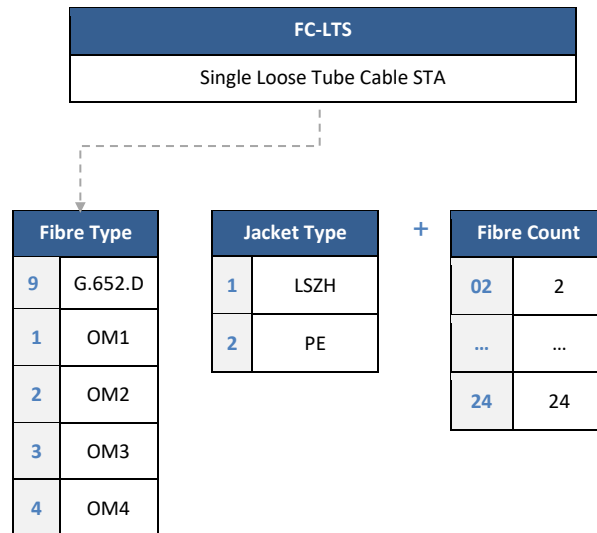 FC-LTS
Single Loose Tube Cable STA
Fibre Type
9 G.652.D
1 OM1
2 OM2
3 OM3
4 OM4
Jacket Type
1 LSZH
2 PE
+
Fibre Count
02 2
... ...
24 24